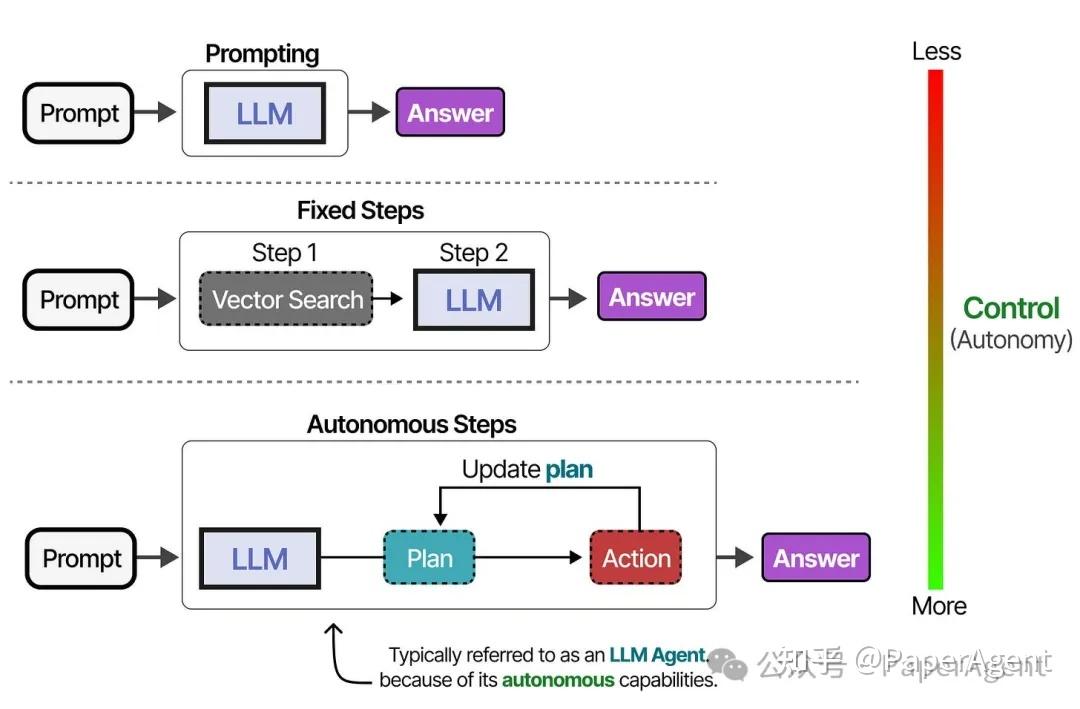 Prompting
Less
Prompt
LLM
Answer
Fixed Steps
Step 1
Step 2
Prompt
Vector Search
LLM
Answer
Control
(Autonomy)
Autonomous Steps
Update plan
Prompt
LLM
Plan
Action
Answer
More
Typically referred to as an LLM Agent.
because of its autonomous capabilities.
公众号
知乎 @PaperAgent